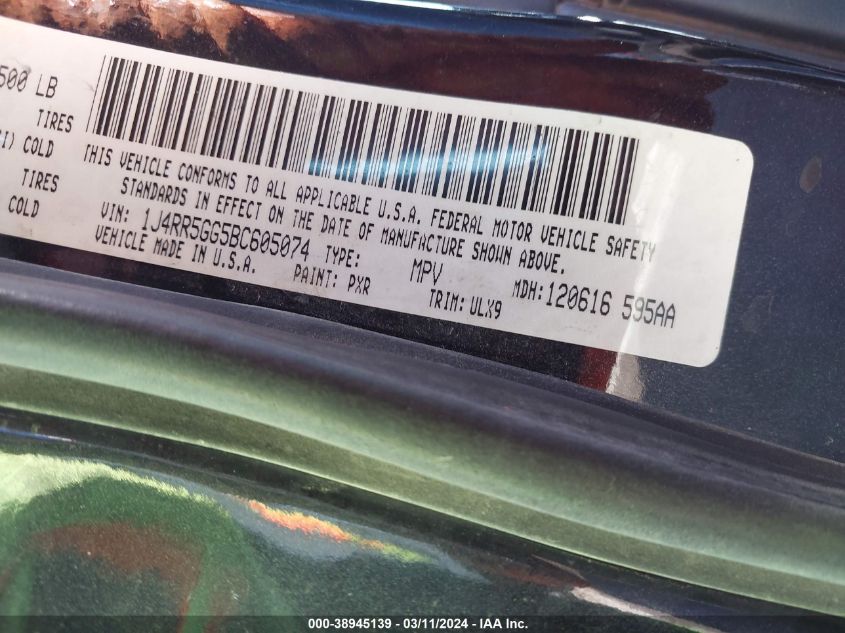 500 LB
TIRES
COLD
TIRES
COLD
THIS VEHICLE CONFORMS TO ALL APPLICABLE U.S.A. FEDERAL MOTOR VEHICLE SAFETY
STANDARDS IN EFFECT ON THE DATE OF MANUFACTURE SHOWN ABOVE.
VIN: 1J4RR5GG5BC605074 TYPE: MPV MDH: 120616 595AA
VEHICLE MADE IN U.S.A. PAINT: PXR TRIM: ULX9
000-38945139 - 03/11/2024 - IAA Inc.